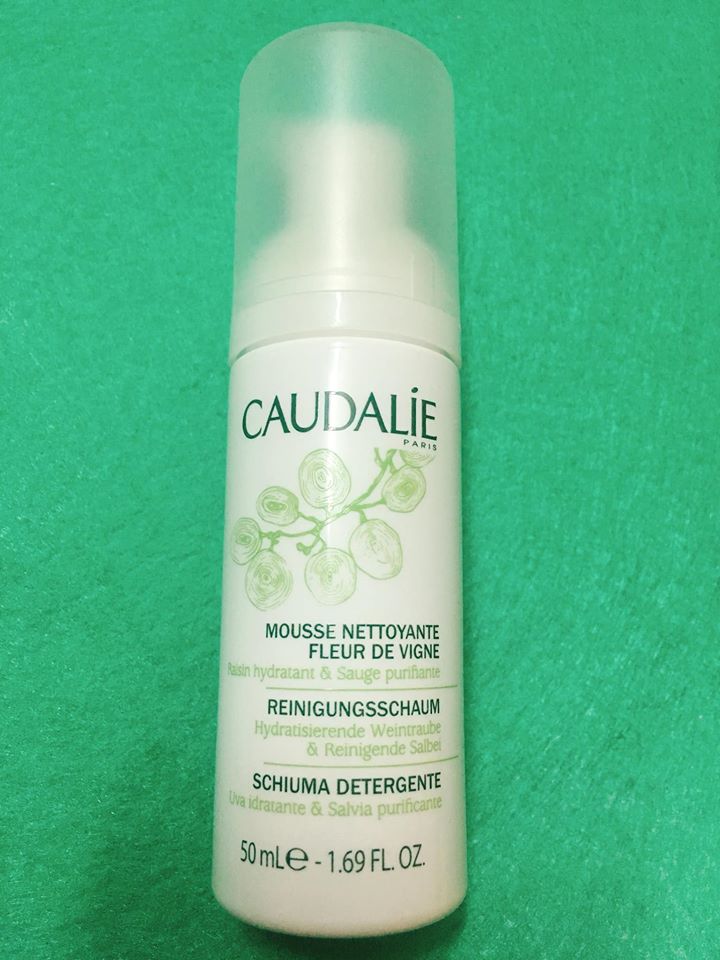 CAUDALIE
PARIS
MOUSSE NETTOYANTE
FLEUR DE VIGNE
Raisin hydratant & Sauge purifiante
REINIGUNGSSCHAUM
Hydratisierende Weintraube
& Reinigende Salbei
SCHIUMA DETERGENTE
Uva idratante & Salvia purificante
50 mL℮ - 1.69 FL. OZ.